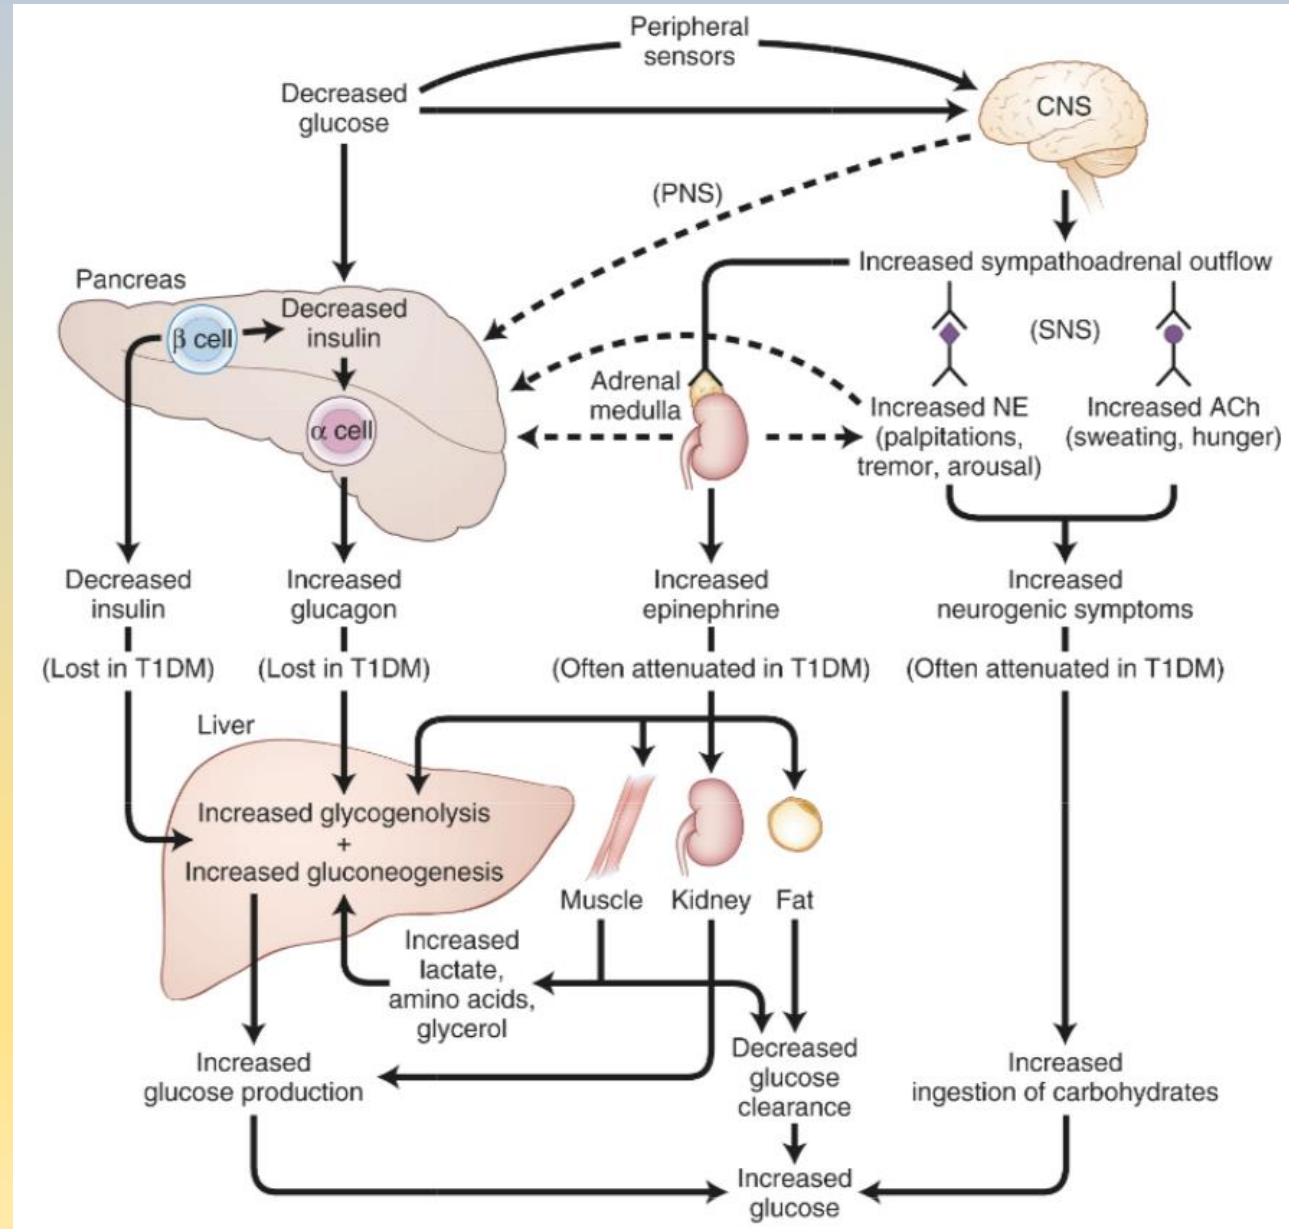 Peripheral
sensors
Decreased
glucose
CNS
(PNS)
Increased sympathoadrenal outflow
Pancreas
Decreased
insulin
β cell
(SNS)
Adrenal
medulla
α cell
Increased NE
(palpitations,
tremor, arousal)
Increased ACh
(sweating, hunger)
Decreased
insulin
Increased
glucagon
Increased
epinephrine
Increased
neurogenic symptoms
(Lost in T1DM)
(Lost in T1DM)
(Often attenuated in T1DM)
(Often attenuated in T1DM)
Liver
Increased glycogenolysis
+
Increased gluconeogenesis
Muscle
Kidney
Fat
Increased
lactate,
amino acids,
glycerol
Increased
glucose production
Decreased
glucose
clearance
Increased
ingestion of carbohydrates
Increased
glucose